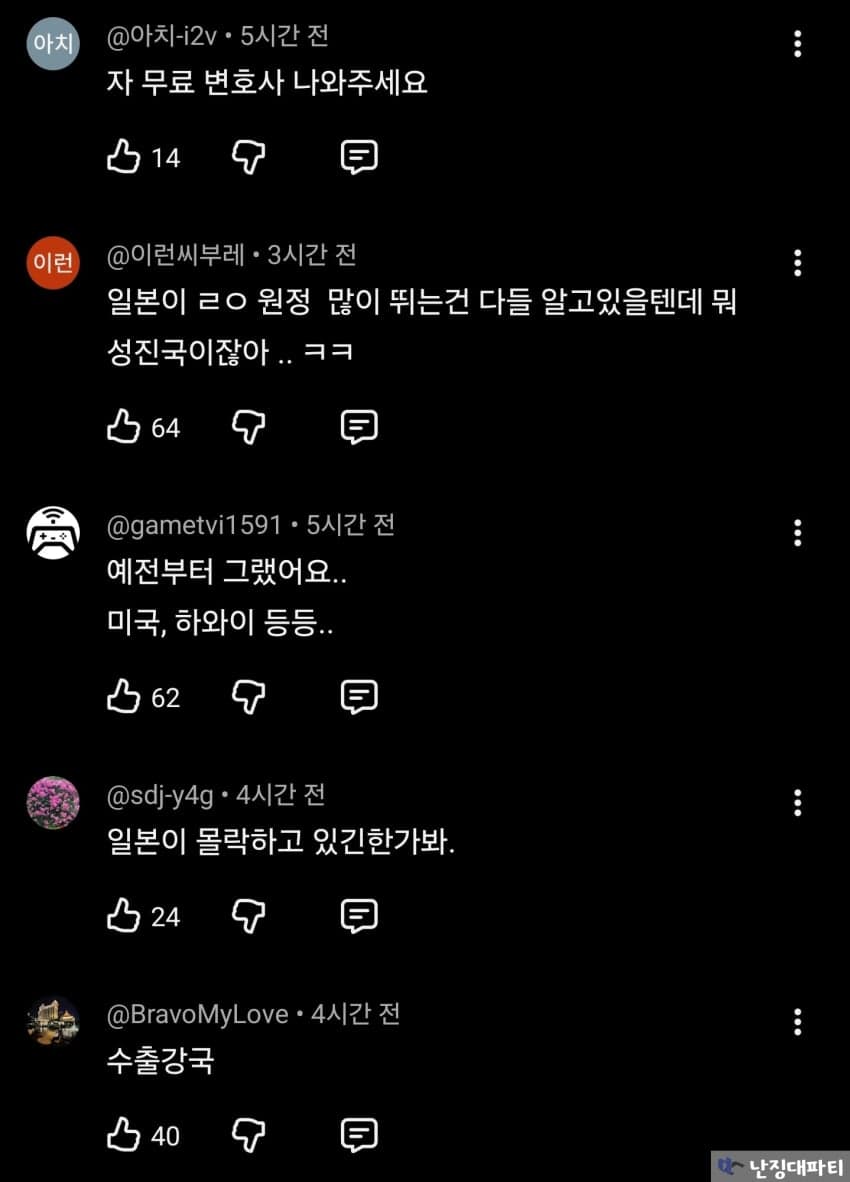 아치
@아치-i2v • 5시간 전
자 무료 변호사 나와주세요
14
이런
@이런씨부레 • 3시간 전
일본이 ㄹㅇ 원정 많이 뛰는건 다들 알고있을텐데 뭐
성진국이잖아 .. ㅋㅋ
64
@gametvi1591 • 5시간 전
예전부터 그랬어요..
미국, 하와이 등등..
62
@sdj-y4g • 4시간 전
일본이 몰락하고 있긴한가봐.
24
@BravoMyLove • 4시간 전
수출강국
40
난징대파티